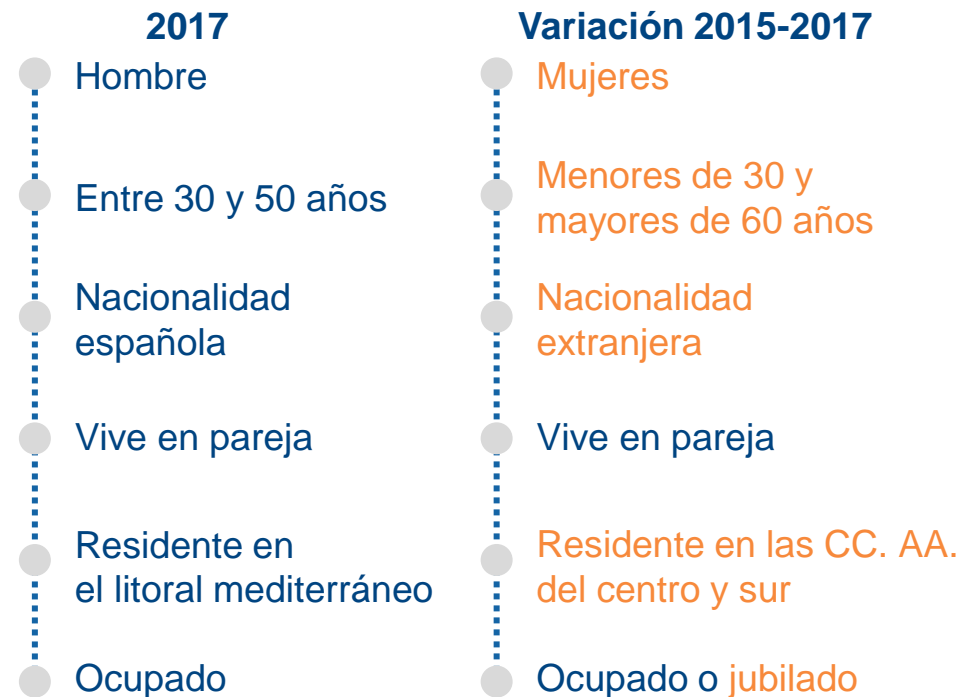 2017
Hombre
Entre 30 y 50 años
Nacionalidad
española
Vive en pareja
Residente en
el litoral mediterráneo
Ocupado
Variación 2015-2017
Mujeres
Menores de 30 y
mayores de 60 años
Nacionalidad
extranjera
Vive en pareja
Residente en las CC. AA.
del centro y sur
Ocupado o jubilado